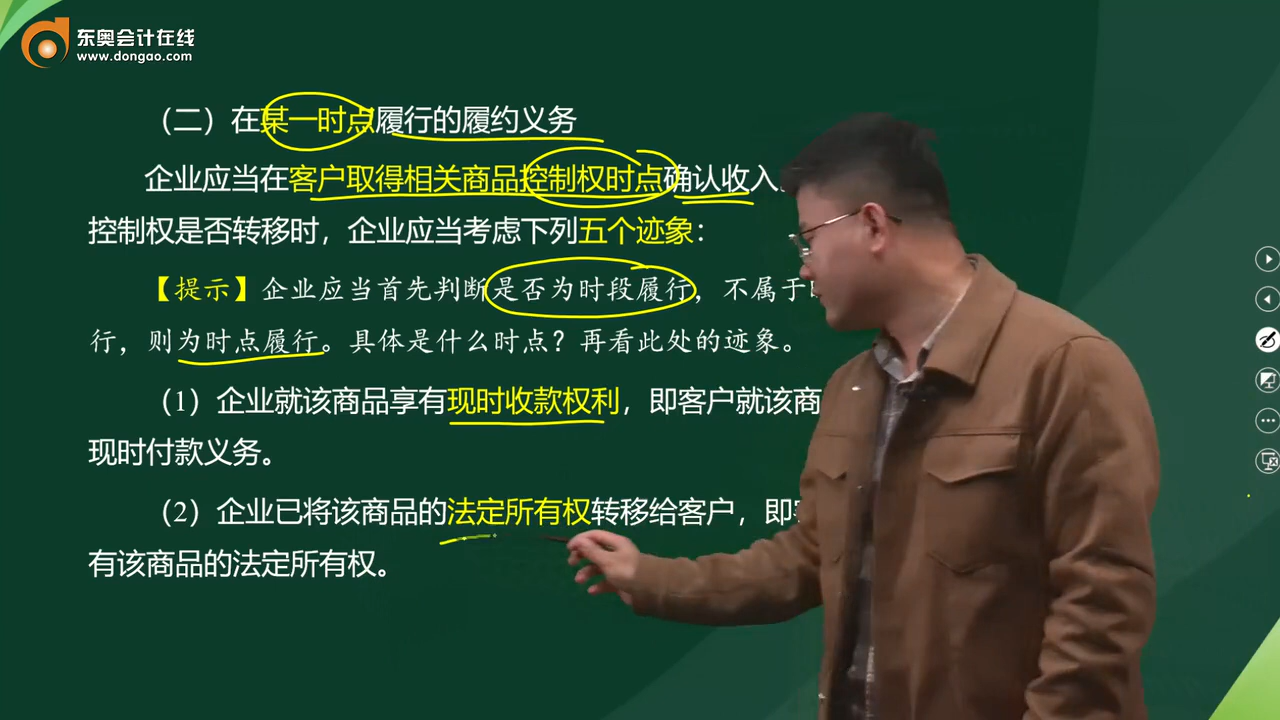 东奥会计在线
www.dongao.com
（二）在某一时点履行的履约义务
企业应当在客户取得相关商品控制权时点确认收入。
控制权是否转移时，企业应当考虑下列五个迹象：
【提示】企业应当首先判断是否为时段履行，不属于
行，则为时点履行。具体是什么时点？再看此处的迹象。
（1）企业就该商品享有现时收款权利，即客户就该商
现时付款义务。
（2）企业已将该商品的法定所有权转移给客户，即
有该商品的法定所有权。